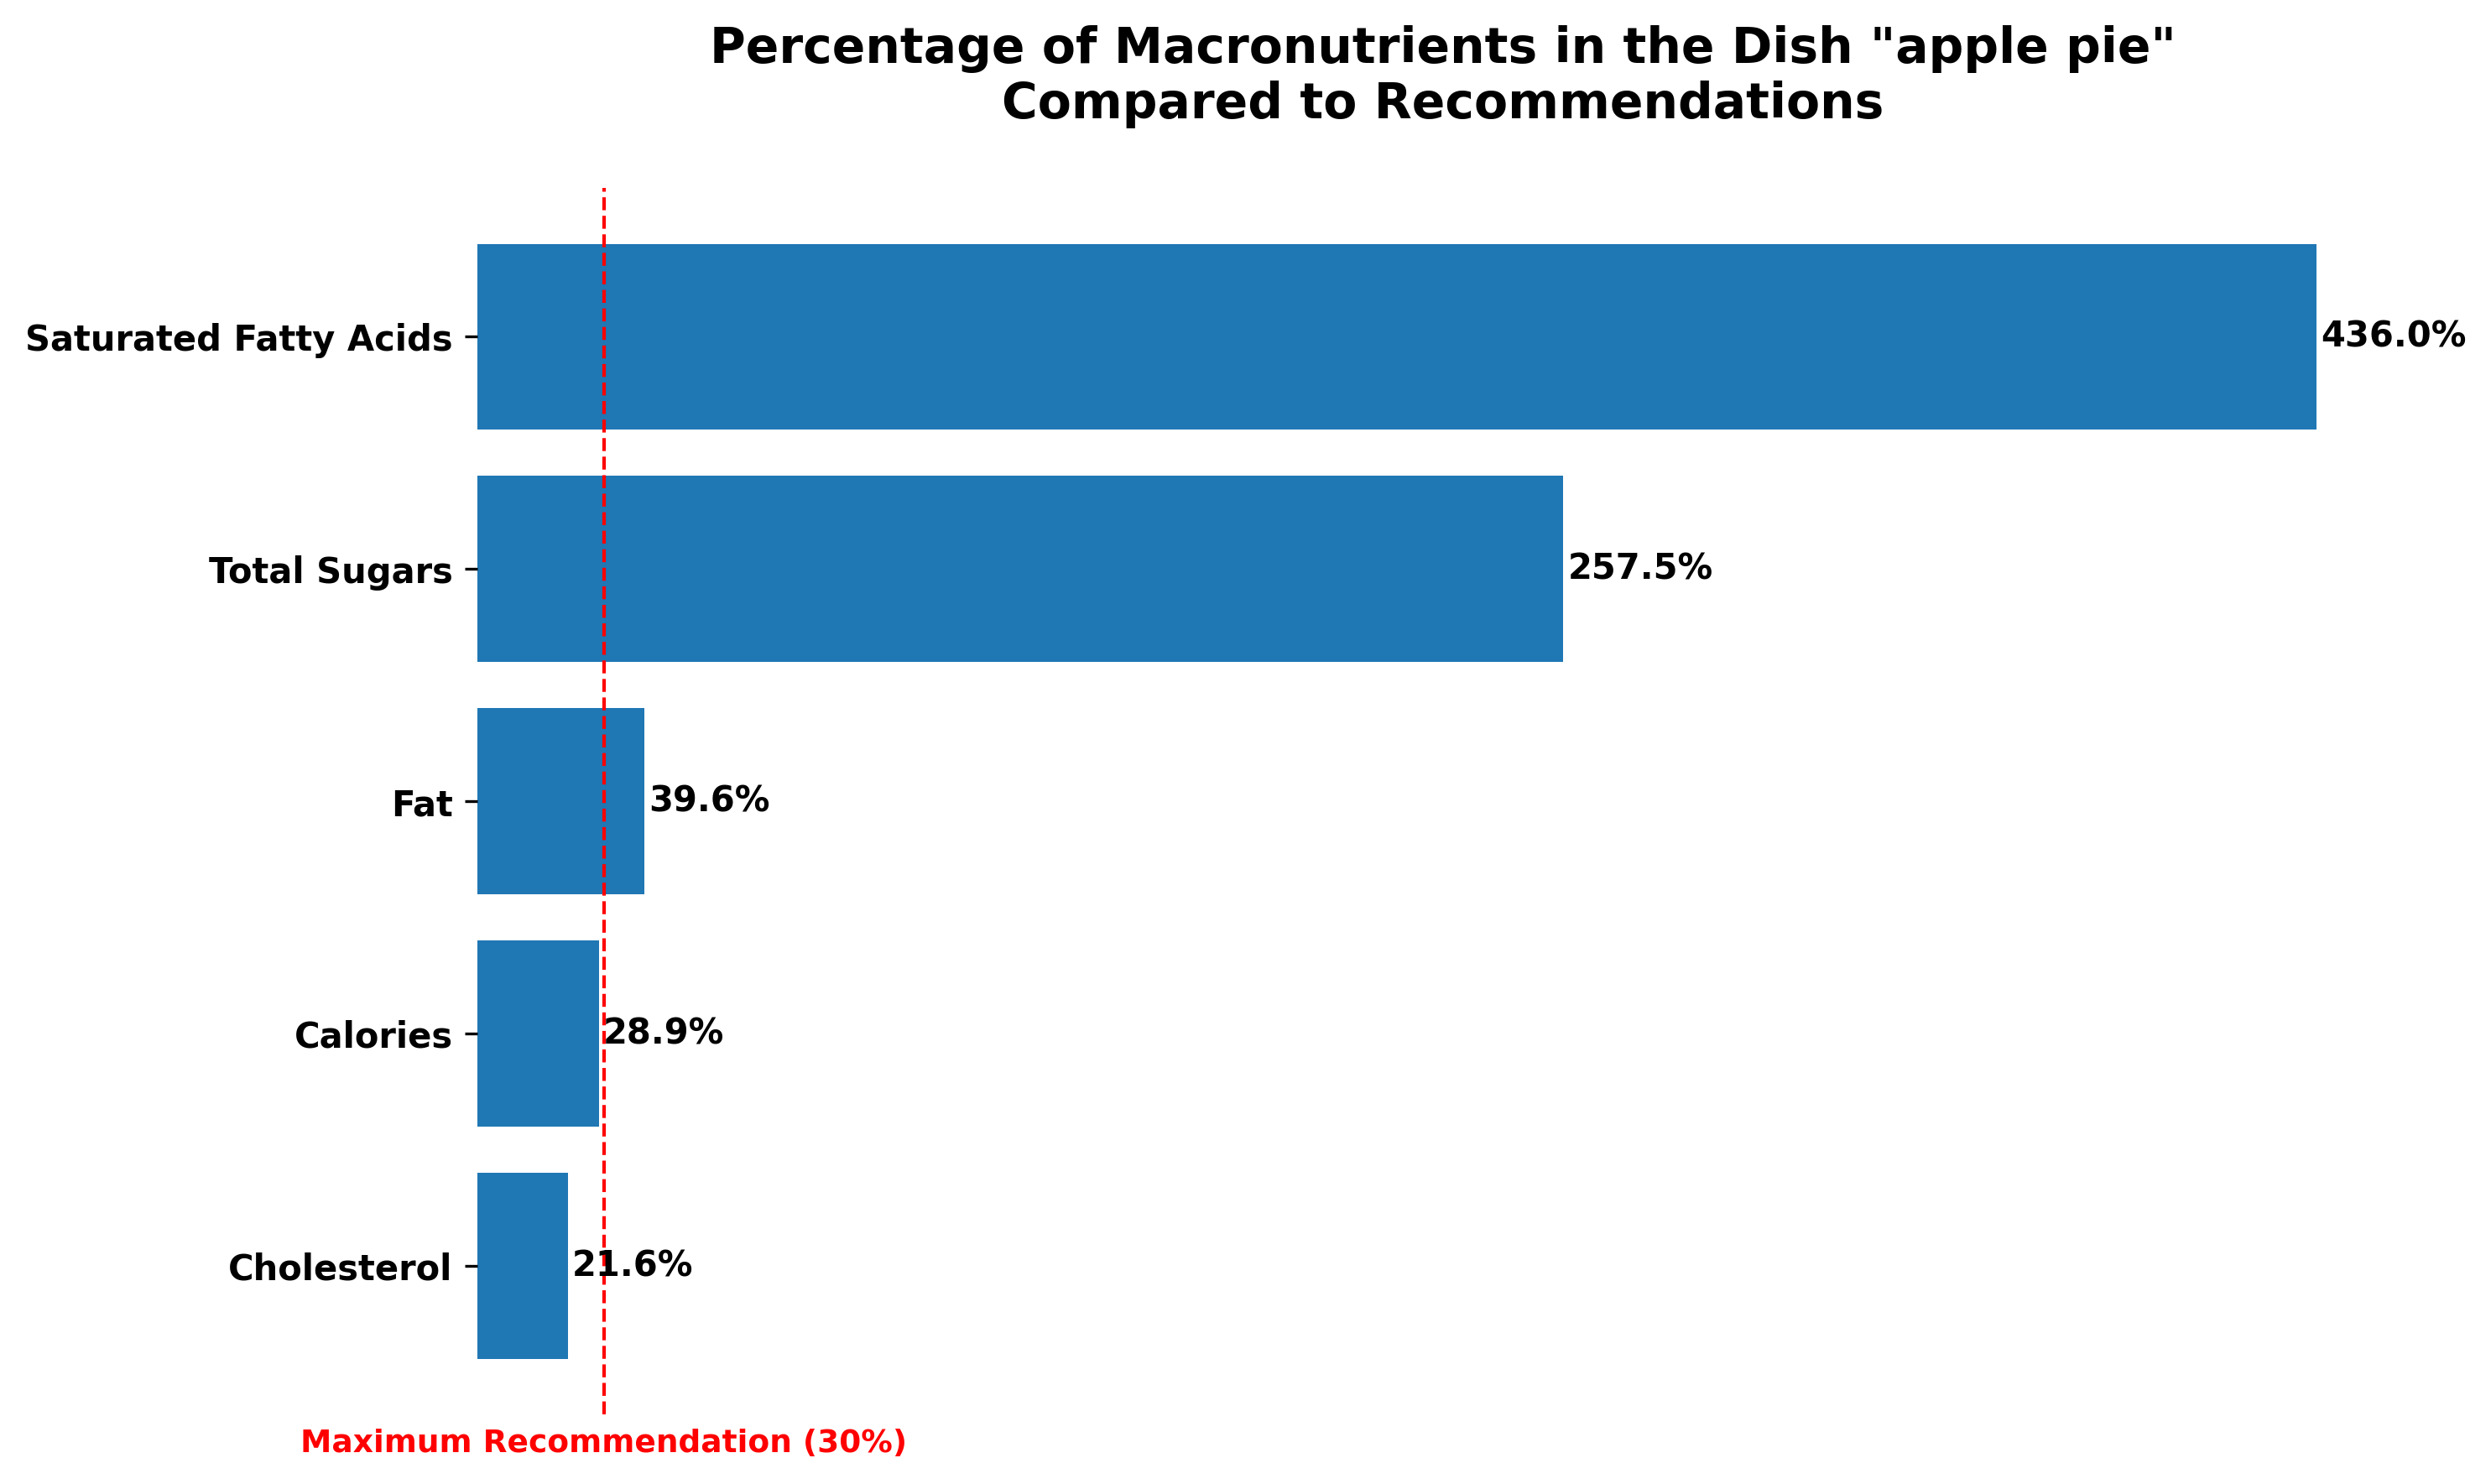 Percentage of Macronutrients in the Dish "apple pie"
Compared to Recommendations
Saturated Fatty Acids
436.0%
Total Sugars
257.5%
Fat
39.6%
Calories
28.9%
Cholesterol
21.6%
Maximum Recommendation (30%)